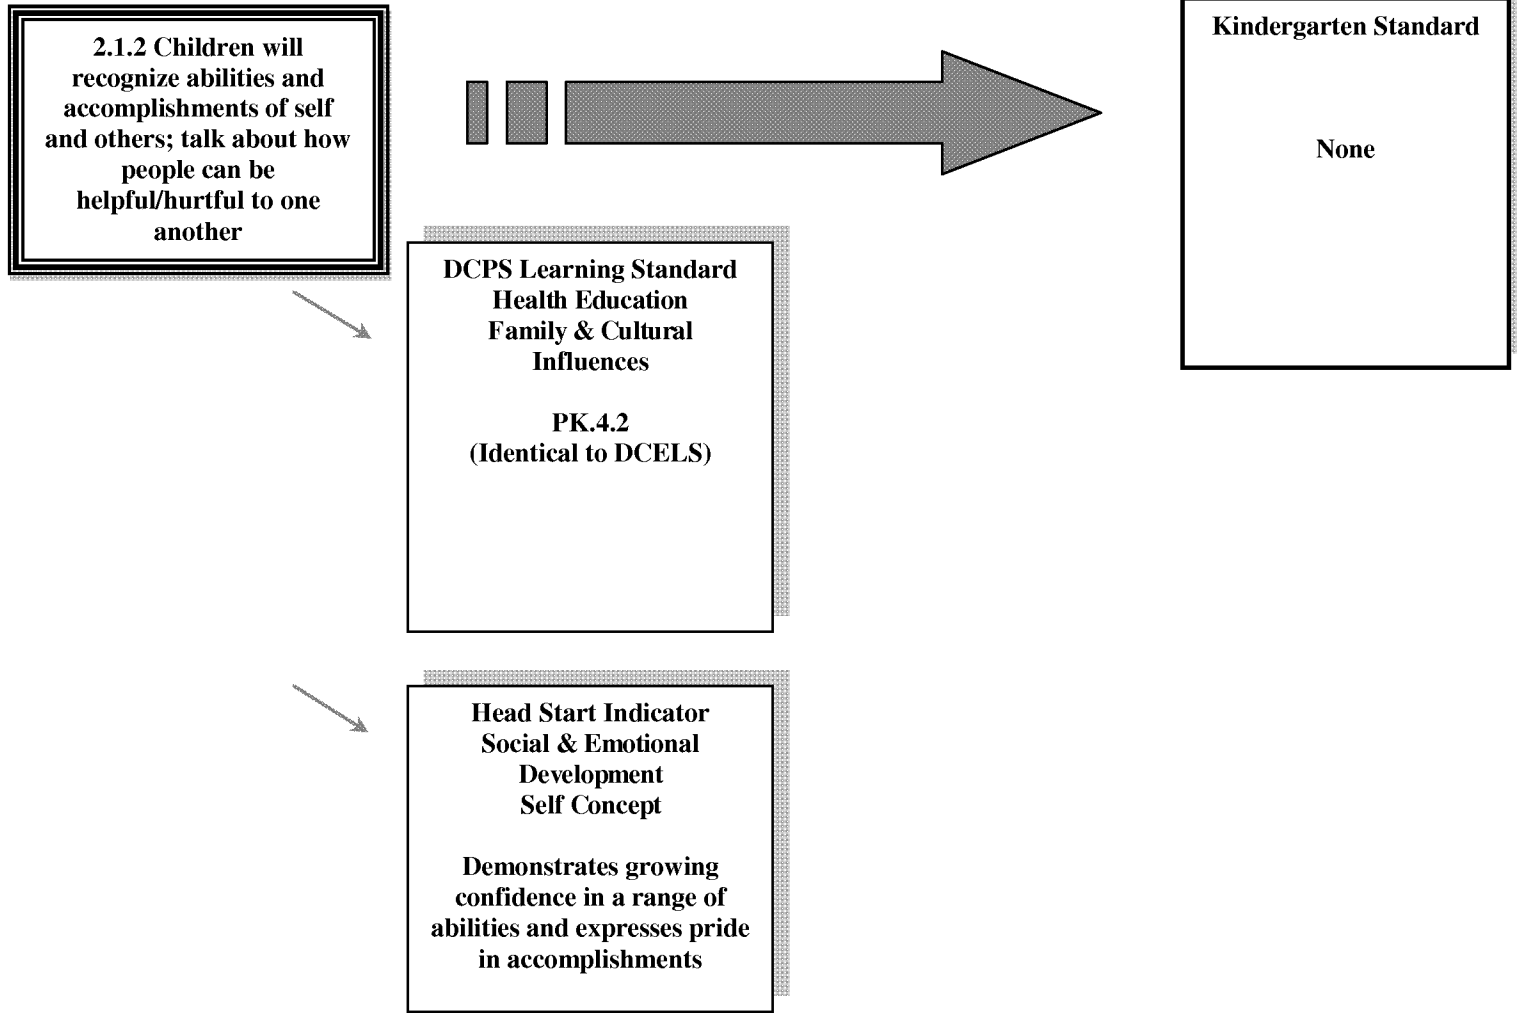 2.1.2 Children will
recognize abilities and
accomplishments of self
and others; talk about how
people can be
helpful/hurtful to one
another
Kindergarten Standard
None
DCPS Learning Standard
Health Education
Family & Cultural
Influences
PK.4.2
(Identical to DCELS)
Head Start Indicator
Social & Emotional
Development
Self Concept
Demonstrates growing
confidence in a range of
abilities and expresses pride
in accomplishments